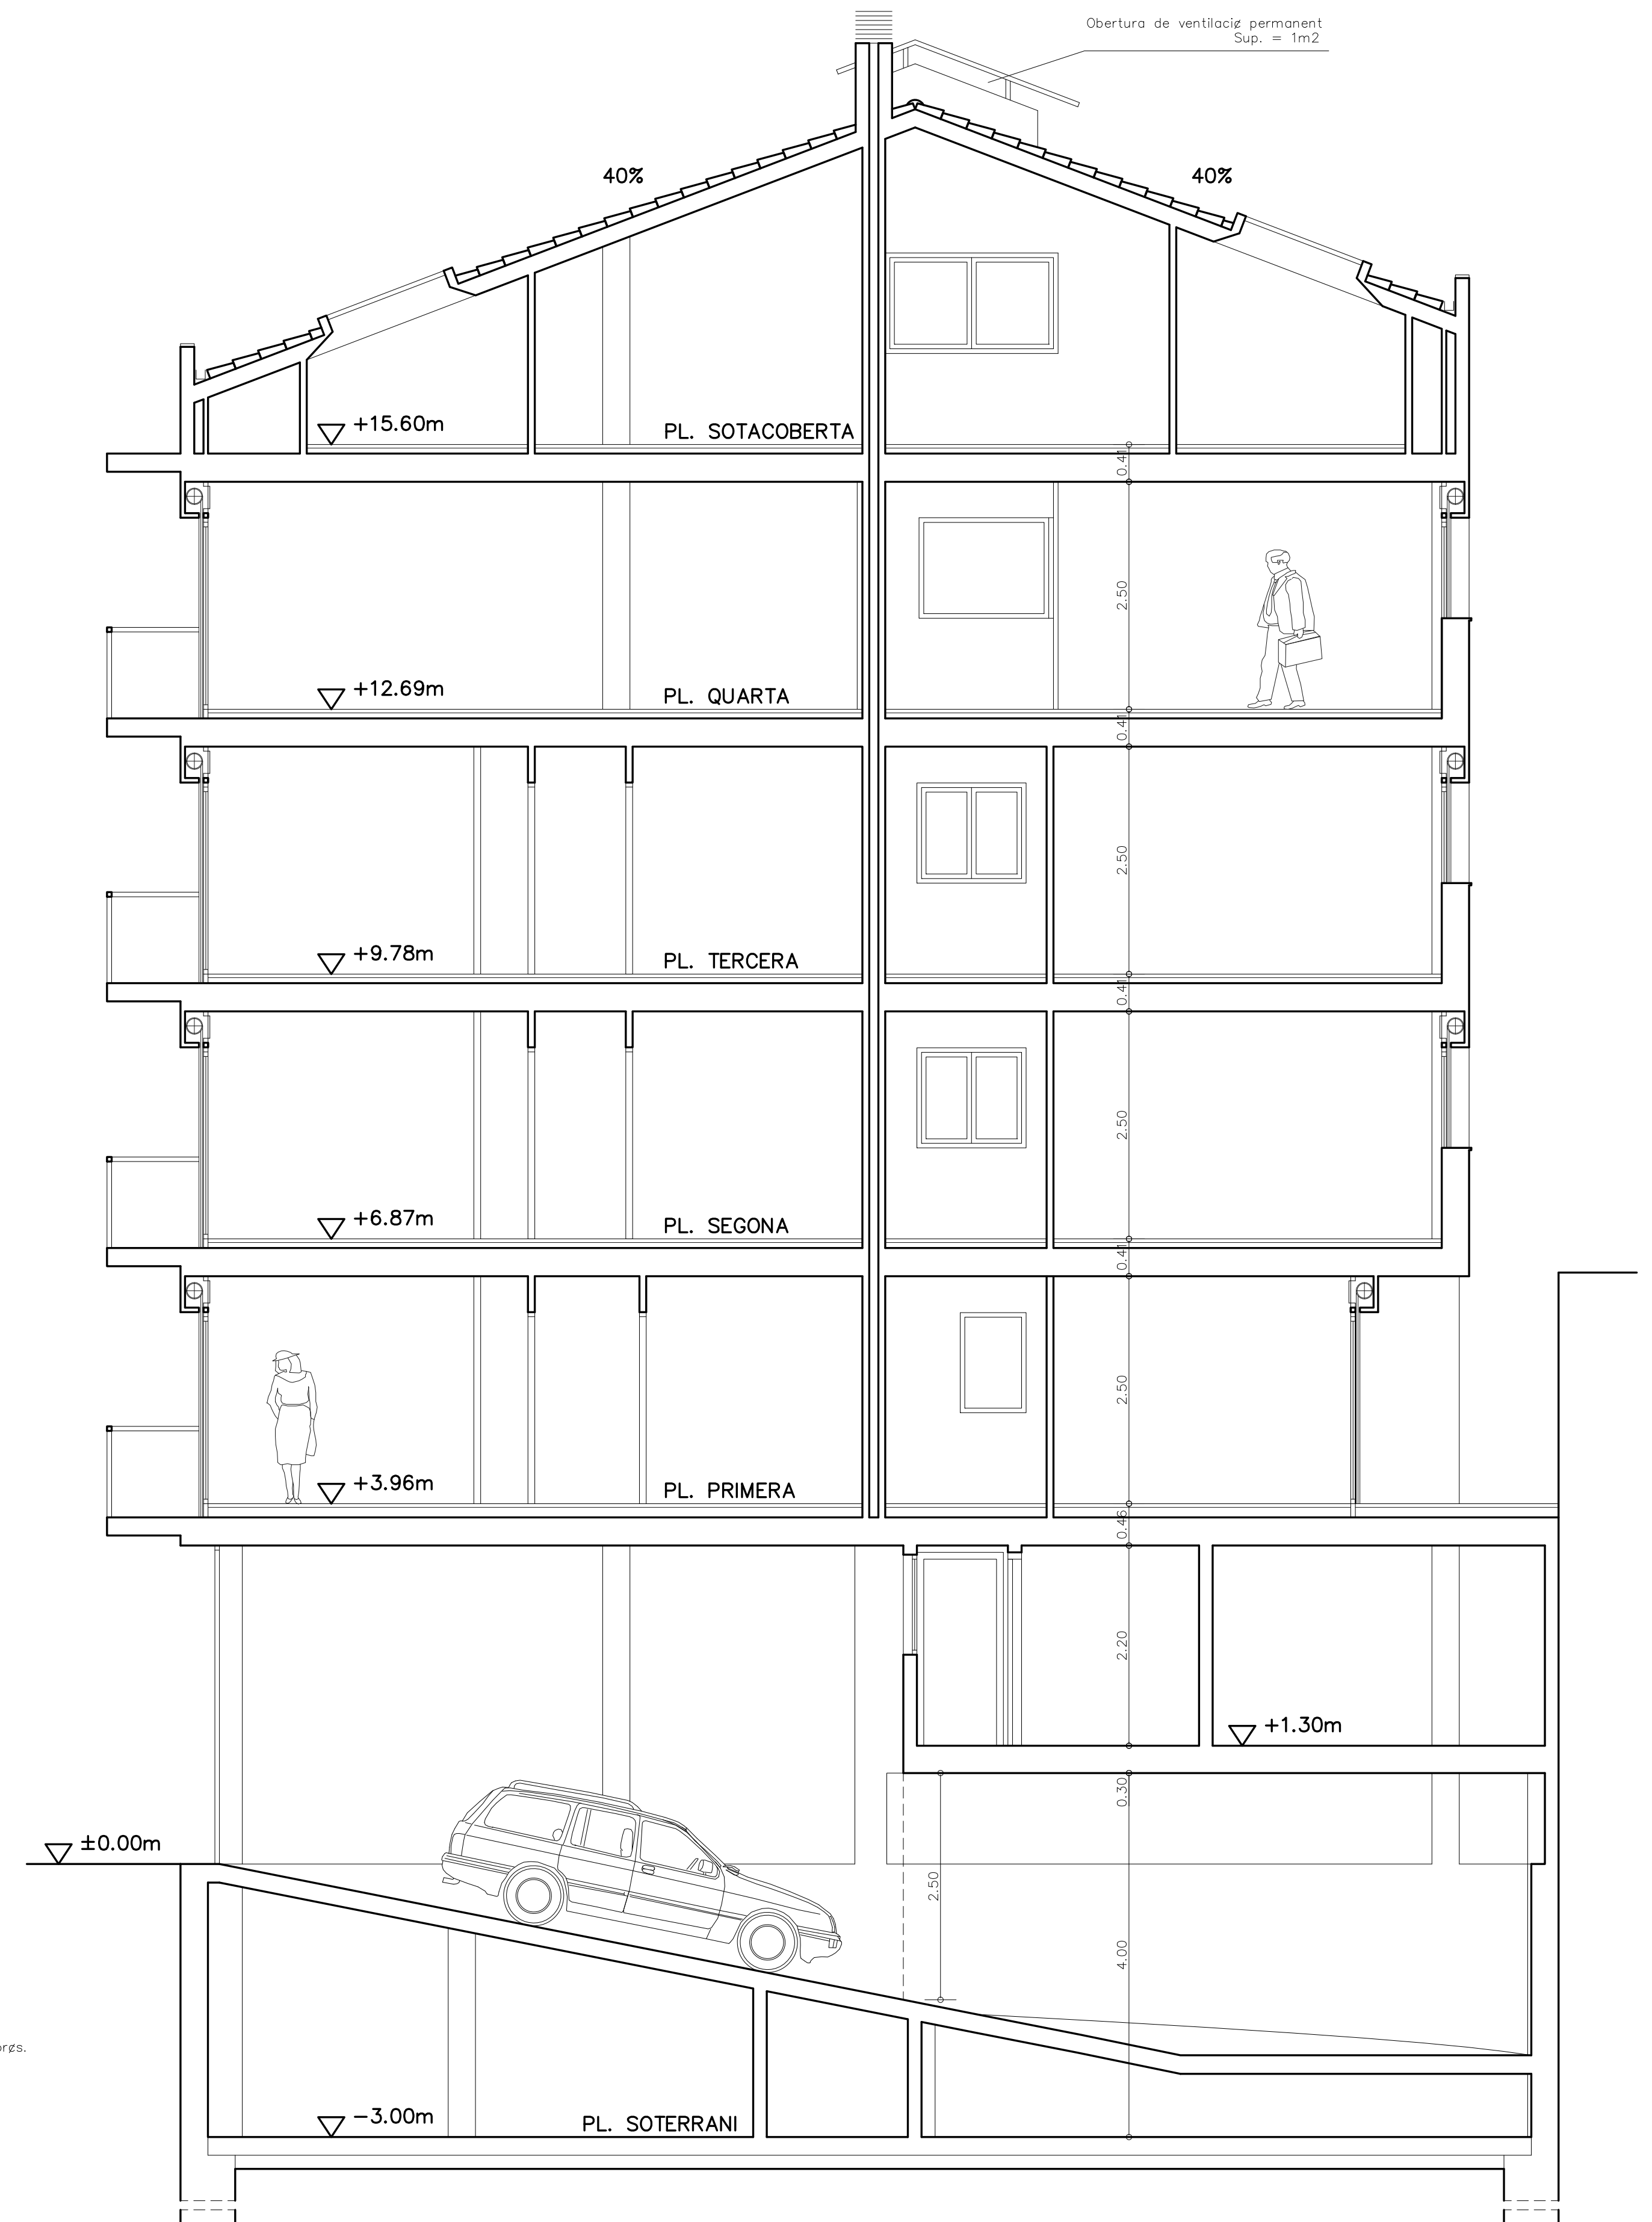 Obertura de ventilaciø permanent
Sup. = 1m2
40%
40%
+15.60m
PL. SOTACOBERTA
0.41
2.50
+12.69m
PL. QUARTA
0.41
2.50
+9.78m
PL. TERCERA
0.41
2.50
+6.87m
PL. SEGONA
0.41
2.50
+3.96m
PL. PRIMERA
0.46
2.20
+1.30m
0.30
±0.00m
2.50
4.00
-3.00m
PL. SOTERRANI